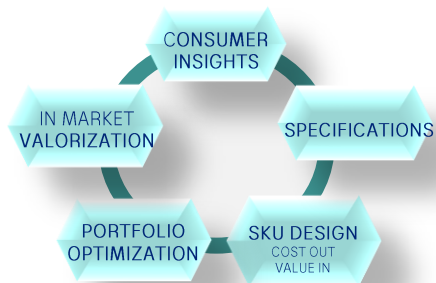 CONSUMER
INSIGHTS
IN MARKET
VALORIZATION
SPECIFICATIONS
PORTFOLIO
OPTIMIZATION
SKU DESIGN
COST OUT
VALUE IN